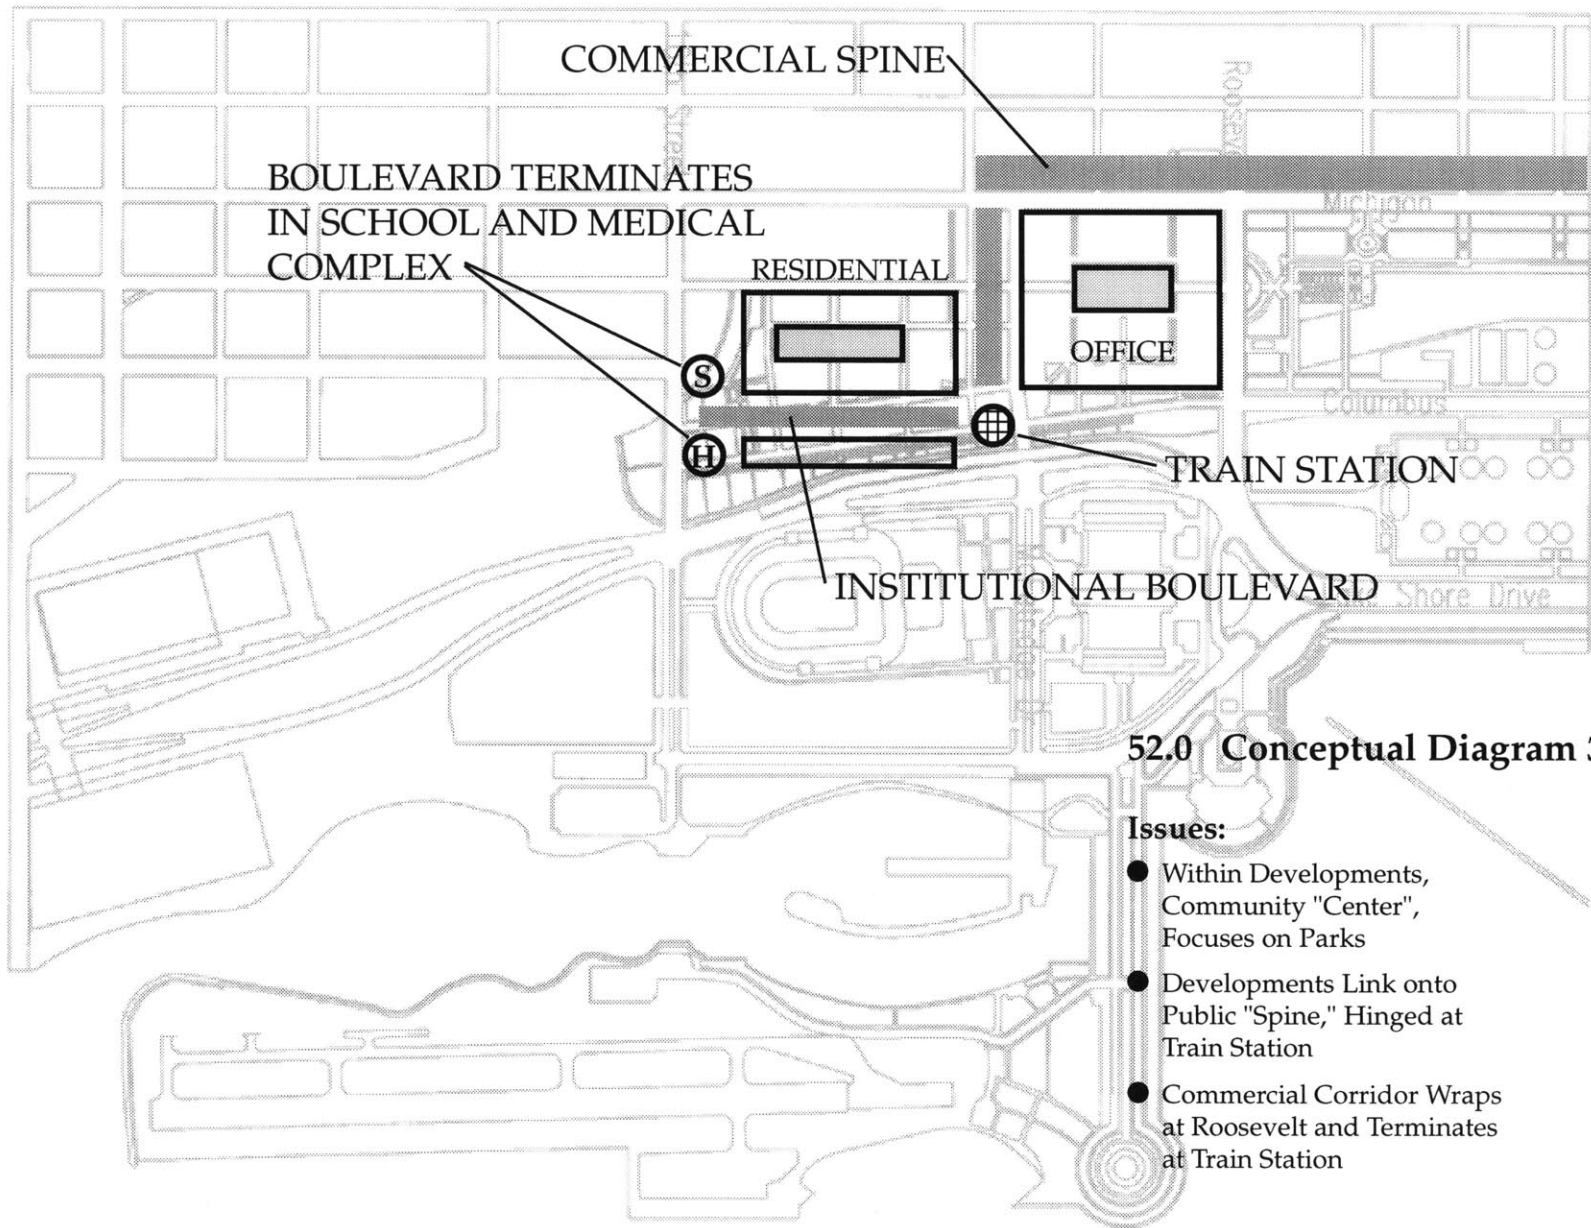 COMMERCIAL SPINE
BOULEVARD TERMINATES
IN SCHOOL AND MEDICAL
COMPLEX
RESIDENTIAL
OFFICE
Michigan
Columbus
S
H
TRAIN STATION
INSTITUTIONAL BOULEVARD
Shore Drive
Street
52.0 Conceptual Diagram 3
Issues:
● Within Developments,
Community "Center",
Focuses on Parks
● Developments Link onto
Public "Spine," Hinged at
Train Station
● Commercial Corridor Wraps
at Roosevelt and Terminates
at Train Station